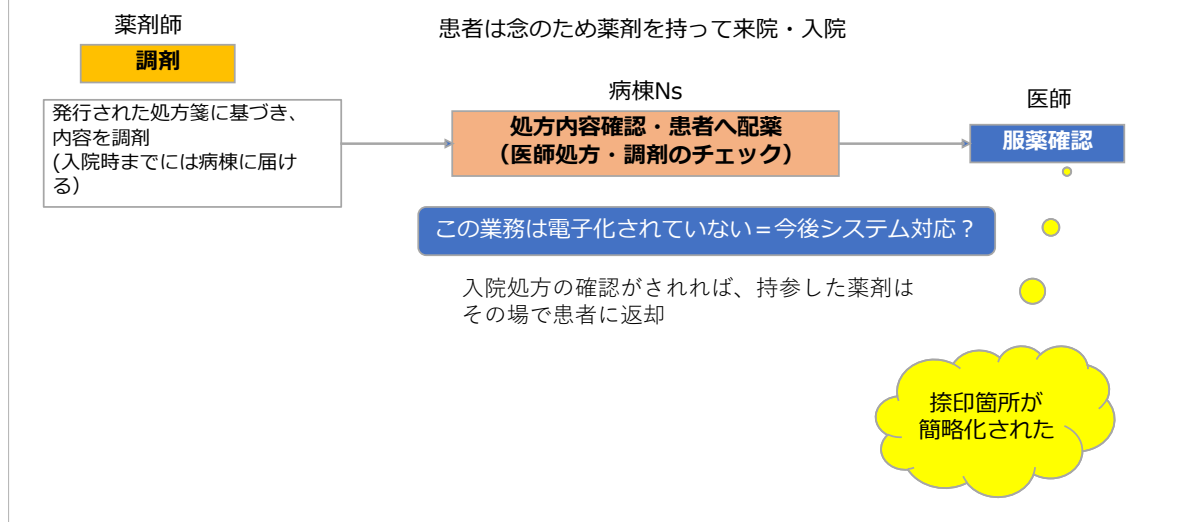 薬剤師
調剤
発行された処方箋に基づき、
内容を調剤
(入院時までには病棟に届け
る）
患者は念のため薬剤を持って来院・入院
病棟Ns
処方内容確認・患者へ配薬
（医師処方・調剤のチェック）
医師
服薬確認
この業務は電子化されていない＝今後システム対応？
入院処方の確認がされれば、持参した薬剤は
その場で患者に返却
捺印箇所が
簡略化された